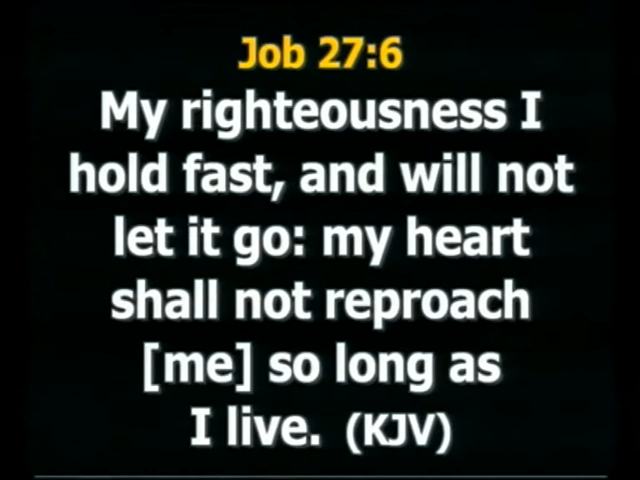 Job 27:6
My righteousness I
hold fast, and will not
let it go: my heart
shall not reproach
[me] so long as
I live. (KJV)